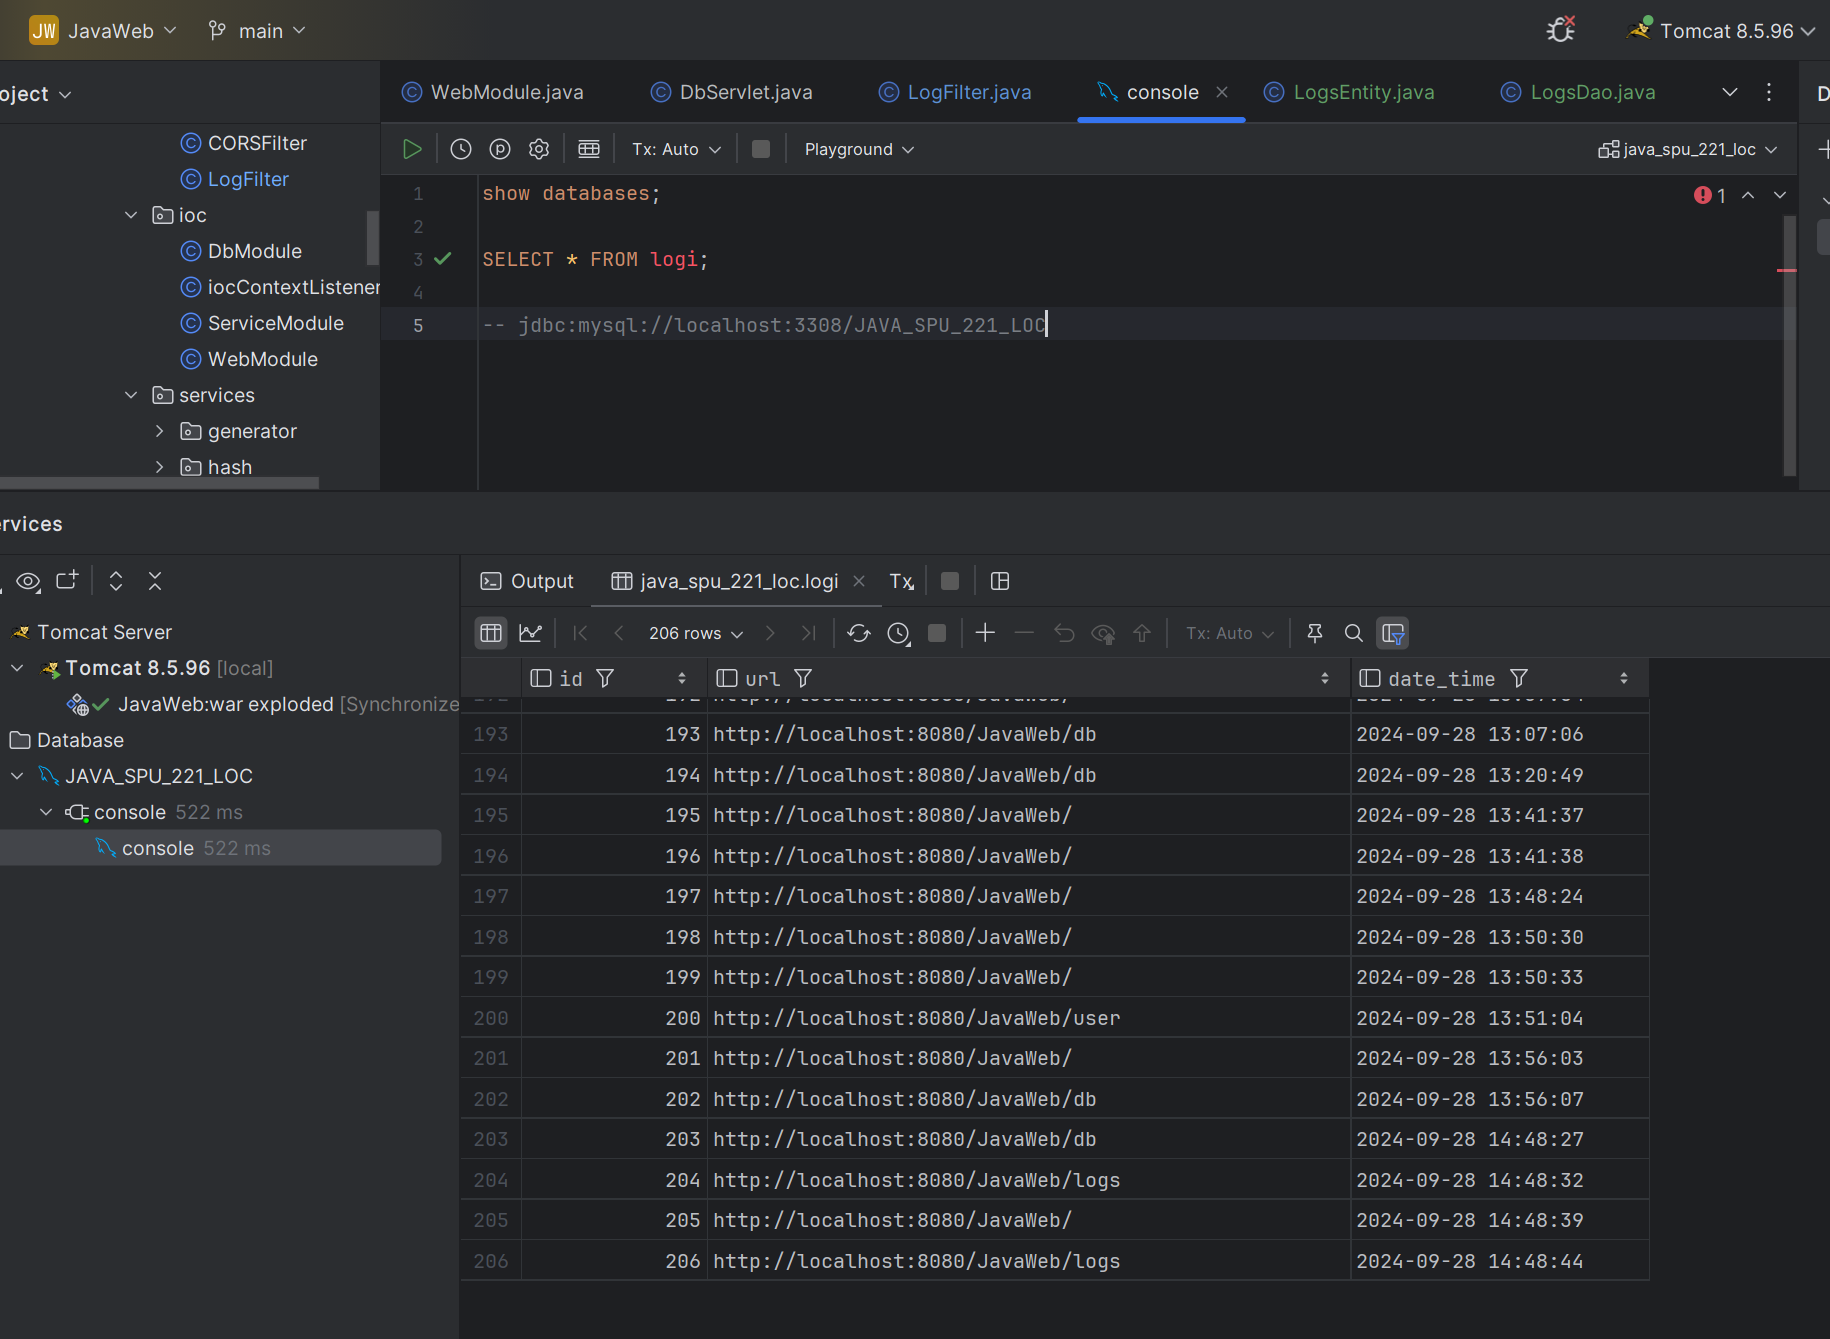 JW JavaWeb main Tomcat 8.5.96
oject WebModule.java DbServlet.java LogFilter.java console LogsEntity.java LogsDao.java D
Tx: Auto Playground java_spu_221_loc
CORSFilter
LogFilter
ioc
DbModule
iocContextListener
ServiceModule
WebModule
services
generator
hash
1 show databases;
2
3 SELECT * FROM logi;
4
5 -- jdbc:mysql://localhost:3308/JAVA_SPU_221_LOC
1
ervices
Tomcat Server
Tomcat 8.5.96 [local]
JavaWeb:war exploded [Synchronize
Database
JAVA_SPU_221_LOC
console 522 ms
console 522 ms
Output java_spu_221_loc.logi Tx
206 rows Tx: Auto
id url date_time
193 193 http://localhost:8080/JavaWeb/db 2024-09-28 13:07:06
194 194 http://localhost:8080/JavaWeb/db 2024-09-28 13:20:49
195 195 http://localhost:8080/JavaWeb/ 2024-09-28 13:41:37
196 196 http://localhost:8080/JavaWeb/ 2024-09-28 13:41:38
197 197 http://localhost:8080/JavaWeb/ 2024-09-28 13:48:24
198 198 http://localhost:8080/JavaWeb/ 2024-09-28 13:50:30
199 199 http://localhost:8080/JavaWeb/ 2024-09-28 13:50:33
200 200 http://localhost:8080/JavaWeb/user 2024-09-28 13:51:04
201 201 http://localhost:8080/JavaWeb/ 2024-09-28 13:56:03
202 202 http://localhost:8080/JavaWeb/db 2024-09-28 13:56:07
203 203 http://localhost:8080/JavaWeb/db 2024-09-28 14:48:27
204 204 http://localhost:8080/JavaWeb/logs 2024-09-28 14:48:32
205 205 http://localhost:8080/JavaWeb/ 2024-09-28 14:48:39
206 206 http://localhost:8080/JavaWeb/logs 2024-09-28 14:48:44